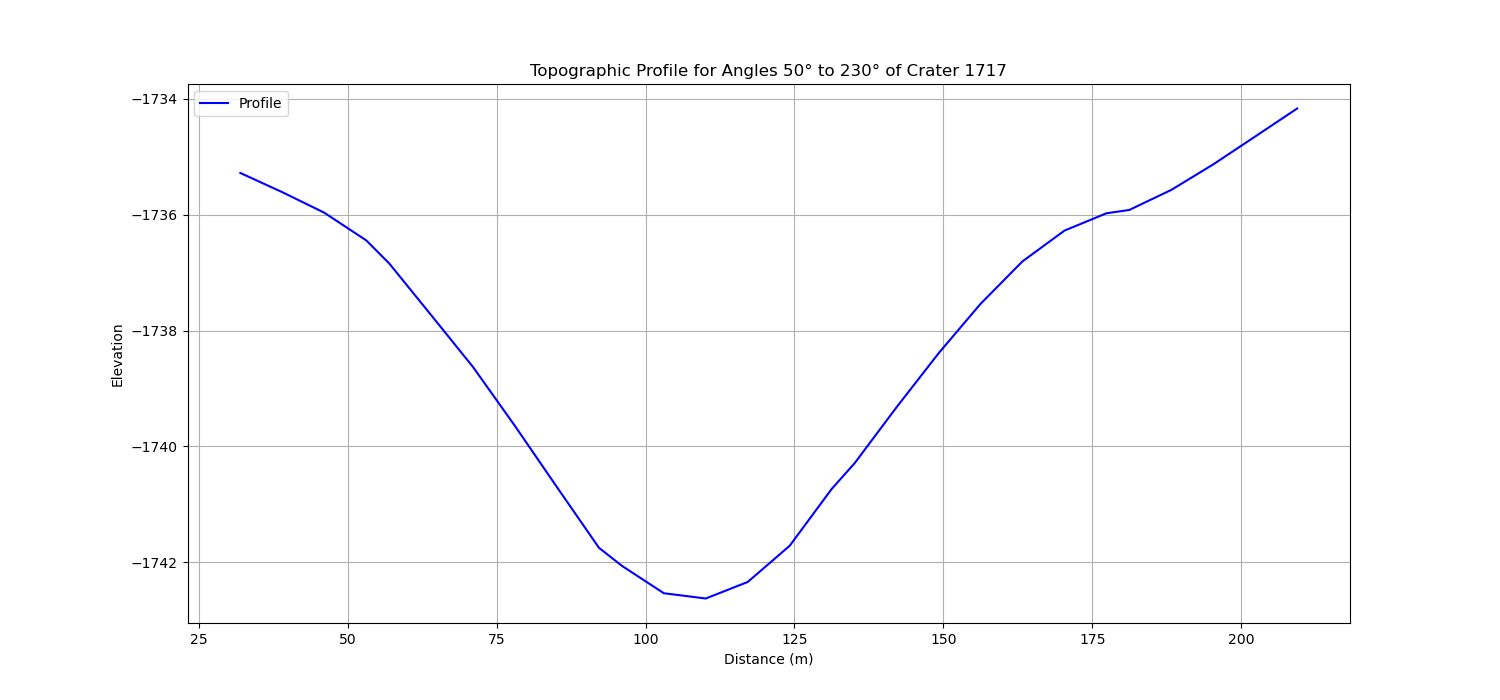 Topographic Profile for Angles 50° to 230° of Crater 1717
Profile
Elevation
−1734
−1736
−1738
−1740
−1742
25 50 75 100 125 150 175 200
Distance (m)